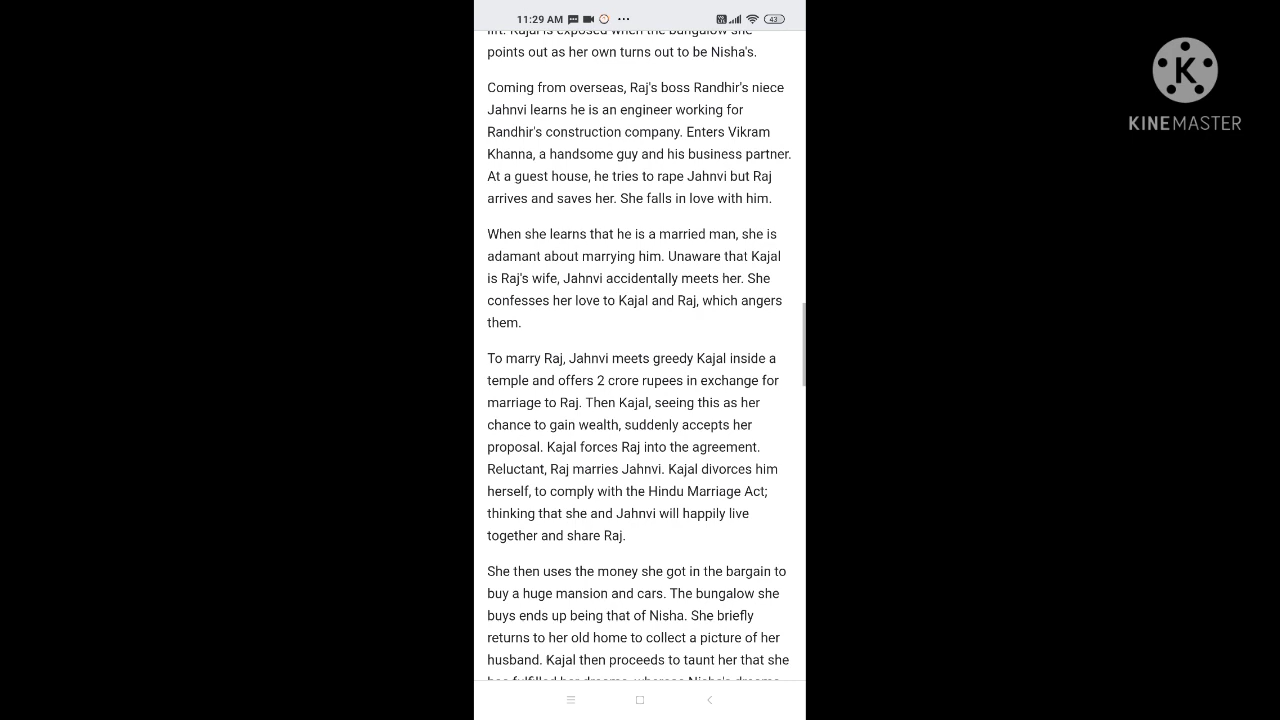 11:29 AM
43
lift. Kajal is exposed when the bungalow she
points out as her own turns out to be Nisha's.
Coming from overseas, Raj's boss Randhir's niece
Jahnvi learns he is an engineer working for
Randhir's construction company. Enters Vikram
Khanna, a handsome guy and his business partner.
At a guest house, he tries to rape Jahnvi but Raj
arrives and saves her. She falls in love with him.
When she learns that he is a married man, she is
adamant about marrying him. Unaware that Kajal
is Raj's wife, Jahnvi accidentally meets her. She
confesses her love to Kajal and Raj, which angers
them.
To marry Raj, Jahnvi meets greedy Kajal inside a
temple and offers 2 crore rupees in exchange for
marriage to Raj. Then Kajal, seeing this as her
chance to gain wealth, suddenly accepts her
proposal. Kajal forces Raj into the agreement.
Reluctant, Raj marries Jahnvi. Kajal divorces him
herself, to comply with the Hindu Marriage Act;
thinking that she and Jahnvi will happily live
together and share Raj.
She then uses the money she got in the bargain to
buy a huge mansion and cars. The bungalow she
buys ends up being that of Nisha. She briefly
returns to her old home to collect a picture of her
husband. Kajal then proceeds to taunt her that she
has fulfilled her dreams, whereas Nisha's dreams
K
KINEMASTER